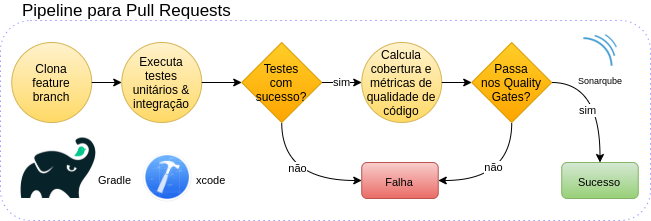 Pipeline para Pull Requests
Clona
feature
branch
Executa
testes
unitários &
integração
Testes
com
sucesso?
sim
Calcula
cobertura e
métricas de
qualidade de
código
Passa
nos Quality
Gates?
Sonarqube
sim
não
não
Gradle
xcode
Falha
Sucesso